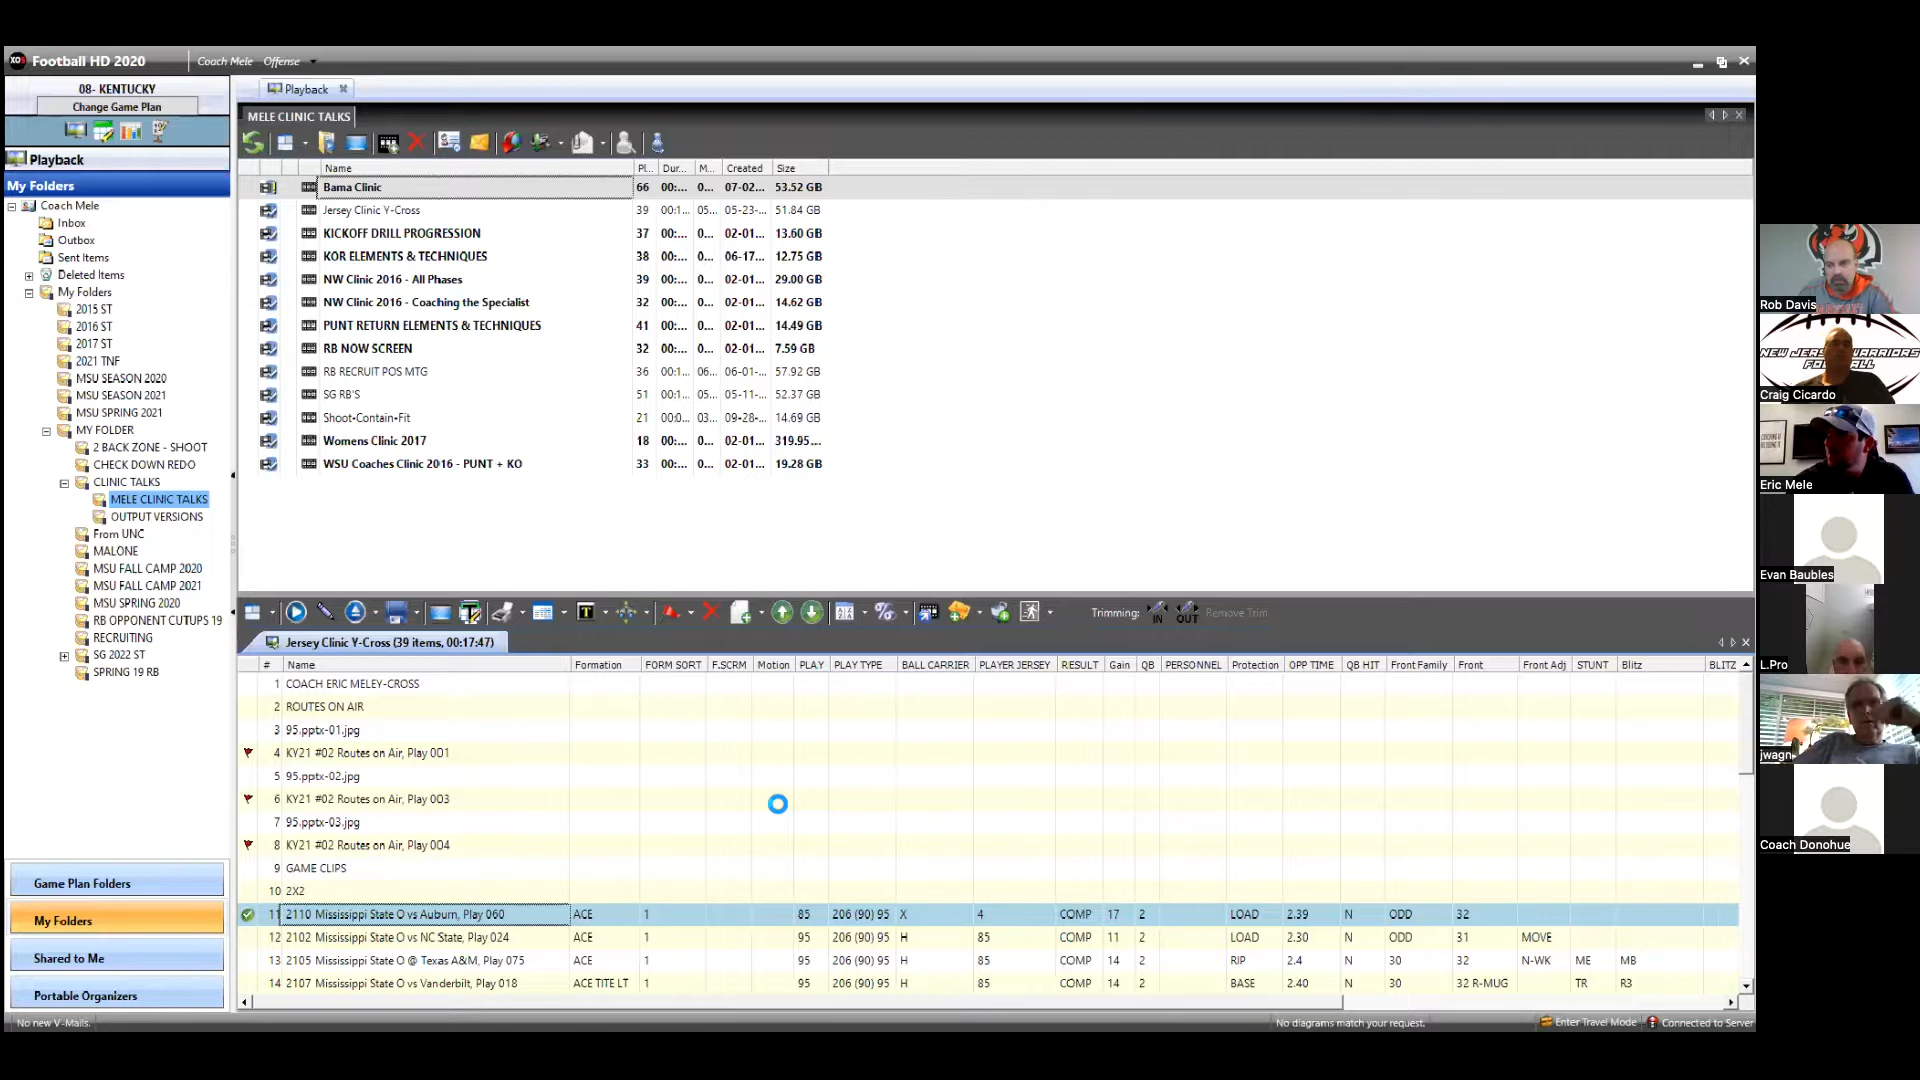 XOS Football HD 2020
Coach Mele Offense
08- KENTUCKY
Change Game Plan
Playback
My Folders
Coach Mele
Inbox
Outbox
Sent Items
Deleted Items
My Folders
2015 ST
2016 ST
2017 ST
2021 TNF
MSU SEASON 2020
MSU SEASON 2021
MSU SPRING 2021
MY FOLDER
2 BACK ZONE - SHOOT
CHECK DOWN REDO
CLINIC TALKS
MELE CLINIC TALKS
OUTPUT VERSIONS
From UNC
MALONE
MSU FALL CAMP 2020
MSU FALL CAMP 2021
MSU SPRING 2020
RB OPPONENT CUTUPS 19
RECRUITING
SG 2022 ST
SPRING 19 RB
Game Plan Folders
My Folders
Shared to Me
Portable Organizers
No new V-Mails.
Playback
MELE CLINIC TALKS
Name Pl... Dur... M... Created Size
Bama Clinic 66 00:... 0... 07-02... 53.52 GB
Jersey Clinic Y-Cross 39 00:1... 05... 05-23-... 51.84 GB
KICKOFF DRILL PROGRESSION 37 00:... 0... 02-01... 13.60 GB
KOR ELEMENTS & TECHNIQUES 38 00:... 0... 06-17... 12.75 GB
NW Clinic 2016 - All Phases 39 00:... 0... 02-01... 29.00 GB
NW Clinic 2016 - Coaching the Specialist 32 00:... 0... 02-01... 14.62 GB
PUNT RETURN ELEMENTS & TECHNIQUES 41 00:... 0... 02-01... 14.49 GB
RB NOW SCREEN 32 00:... 0... 02-01... 7.59 GB
RB RECRUIT POS MTG 36 00:1... 06... 06-01-... 57.92 GB
SG RB'S 51 00:1... 05... 05-11-... 52.37 GB
Shoot•Contain•Fit 21 00:0... 03... 09-28-... 14.69 GB
Womens Clinic 2017 18 00:... 0... 02-01... 319.95...
WSU Coaches Clinic 2016 - PUNT + KO 33 00:... 0... 02-01... 19.28 GB
Trimming: IN OUT Remove Trim
Jersey Clinic Y-Cross (39 items, 00:17:47)
# Name Formation FORM SORT F.SCRM Motion PLAY PLAY TYPE BALL CARRIER PLAYER JERSEY RESULT Gain QB PERSONNEL Protection OPP TIME QB HIT Front Family Front Front Adj STUNT Blitz BLITZ
1 COACH ERIC MELEY-CROSS
2 ROUTES ON AIR
3 95.pptx-01.jpg
4 KY21 #02 Routes on Air, Play 001
5 95.pptx-02.jpg
6 KY21 #02 Routes on Air, Play 003
7 95.pptx-03.jpg
8 KY21 #02 Routes on Air, Play 004
9 GAME CLIPS
10 2X2
11 2110 Mississippi State O vs Auburn, Play 060 ACE 1 85 206 (90) 95 X 4 COMP 17 2 LOAD 2.39 N ODD 32
12 2102 Mississippi State O vs NC State, Play 024 ACE 1 95 206 (90) 95 H 85 COMP 11 2 LOAD 2.30 N ODD 31 MOVE
13 2105 Mississippi State O @ Texas A&M, Play 075 ACE 1 95 206 (90) 95 H 85 COMP 14 2 RIP 2.4 N 30 32 N-WK ME MB
14 2107 Mississippi State O vs Vanderbilt, Play 018 ACE TITE LT 1 95 206 (90) 95 H 85 COMP 14 2 BASE 2.40 N 30 32 R-MUG TR R3
No diagrams match your request.
Enter Travel Mode
Connected to Server
Rob Davis
NEW JERSEY WARRIORS
FOOTBALL
Craig Cicardo
Eric Mele
Evan Baubles
L.Pro
jwagn
Coach Donohue